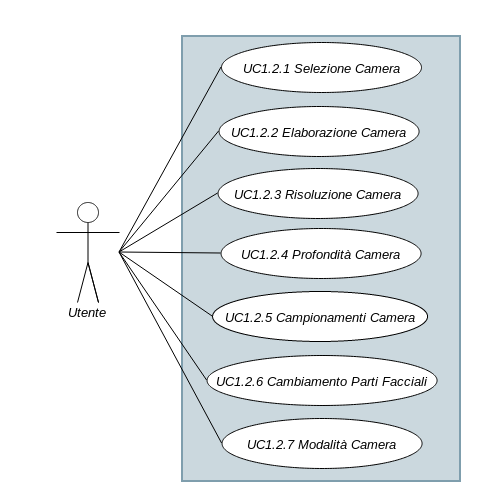 UC1.2.1 Selezione Camera
UC1.2.2 Elaborazione Camera
UC1.2.3 Risoluzione Camera
UC1.2.4 Profondità Camera
Utente
UC1.2.5 Campionamenti Camera
UC1.2.6 Cambiamento Parti Facciali
UC1.2.7 Modalità Camera